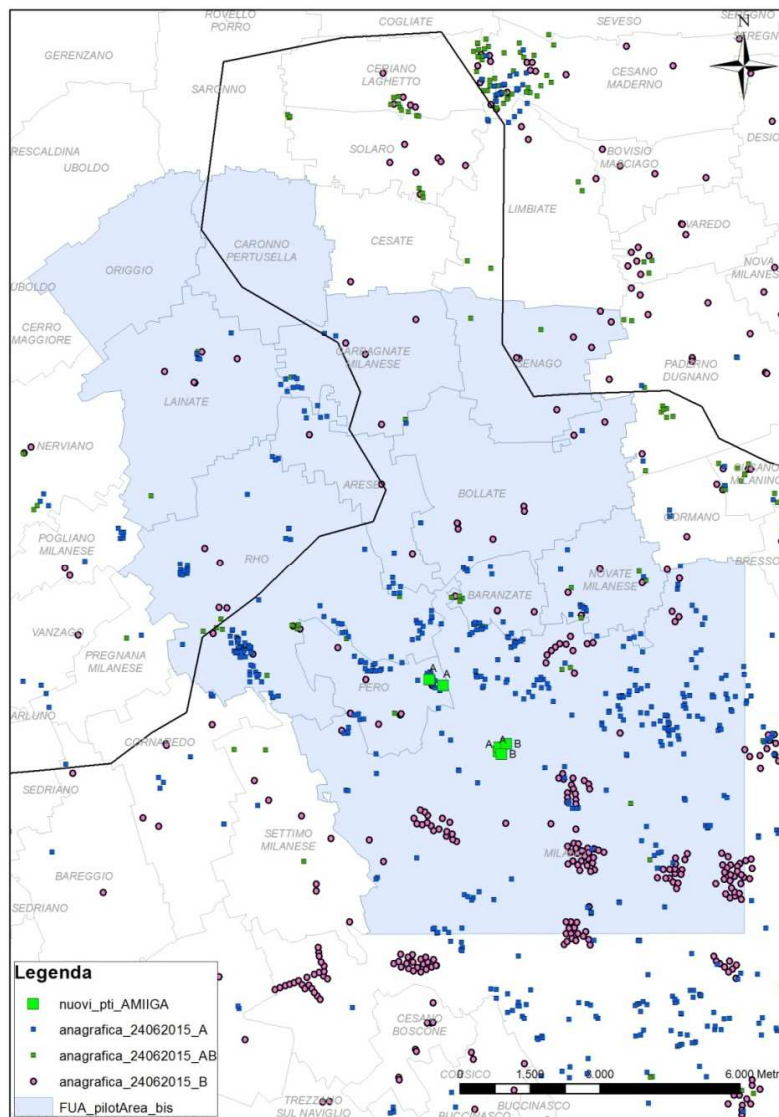 ROVELLO
PORRO
COGLIATE
SEVESO
SEREGNO
N
GERENZANO
CERIANO
LAGHETTO
CESANO
MADERNO
SARONNO
DESIO
RESCALDINA
UBOLDO
SOLARO
BOVISIO
MASCIAGO
LIMBIATE
VAREDO
CARONNO
PERTUSELLA
CESATE
ORIGGIO
NOVA
MILANESE
UBOLDO
CERRO
MAGGIORE
GARBAGNATE
MILANESE
SENAGO
PADERNO
DUGNANO
LAINATE
NERVIANO
CUSANO
MILANINO
ARESE
BOLLATE
CORMANO
POGLIANO
MILANESE
RHO
BRESSO
BARANZATE
NOVATE
MILANESE
VANZAGO
PREGNANA
MILANESE
A
A
PERO
ARLUNO
CORNAREDO
A
A
B
B
SEDRIANO
SETTIMO
MILANESE
MILANO
BAREGGIO
SEDRIANO
Legenda
nuovi_pti_AMIIGA
anagrafica_24062015_A
anagrafica_24062015_AB
anagrafica_24062015_B
FUA_pilotArea_bis
CESANO
BOSCONE
CORSICO
0 1.500 3.000 6.000 Metri
TREZZANO
SUL NAVIGLIO
BUCCINASCO
BUCCINASCO